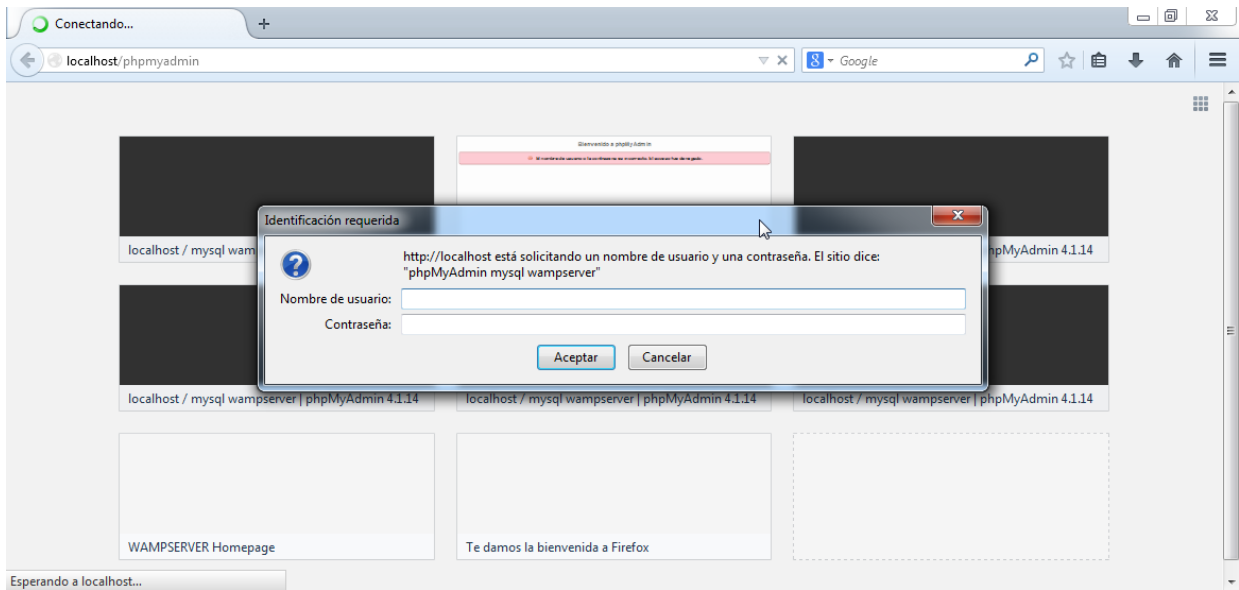 Conectando...
localhost/phpmyadmin
Google
Bienvenido a phpMyAdmin
Identificación requerida
http://localhost está solicitando un nombre de usuario y una contraseña. El sitio dice:
"phpMyAdmin mysql wampserver"
Nombre de usuario:
Contraseña:
Aceptar
Cancelar
localhost / mysql wam
hpMyAdmin 4.1.14
localhost / mysql wampserver | phpMyAdmin 4.1.14
localhost / mysql wampserver | phpMyAdmin 4.1.14
localhost / mysql wampserver | phpMyAdmin 4.1.14
WAMPSERVER Homepage
Te damos la bienvenida a Firefox
Esperando a localhost...